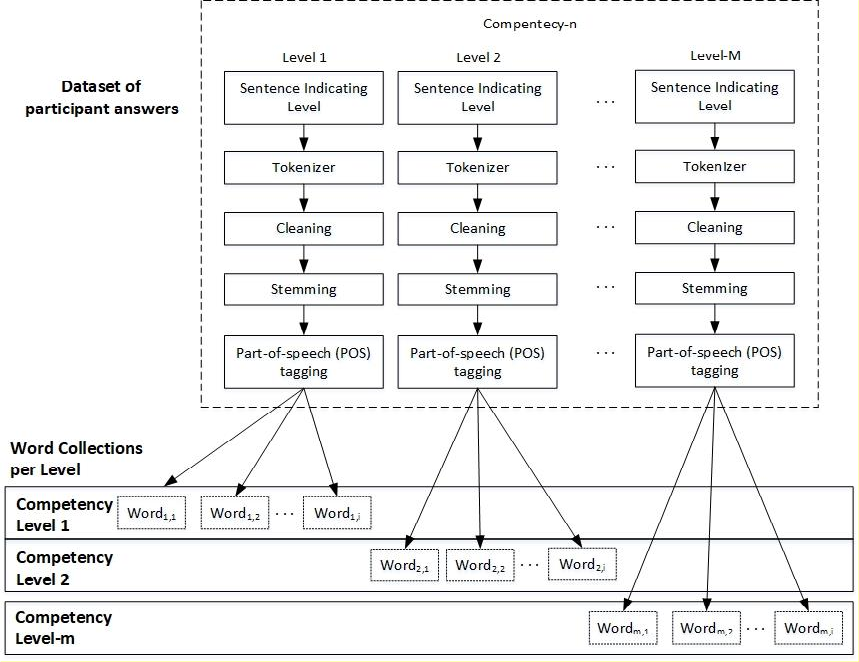 Compentecy-n
Level 1 Level 2 Level-M
Dataset of
participant answers
Sentence Indicating
Level
Sentence Indicating
Level
...
Sentence Indicating
Level
Tokenizer Tokenizer ... TokenIzer
Cleaning Cleaning ... Cleaning
Stemming Stemming ... Stemming
Part-of-speech (POS)
tagging
Part-of-speech (POS)
tagging
...
Part-of-speech (POS)
tagging
Word Collections
per Level
Competency
Level 1
Word1,1 Word1,2 ... Word1,i
Competency
Level 2
Word2,1 Word2,2 ... Word2,i
Competency
Level-m
Wordm,1 Wordm,2 ... Wordm,i